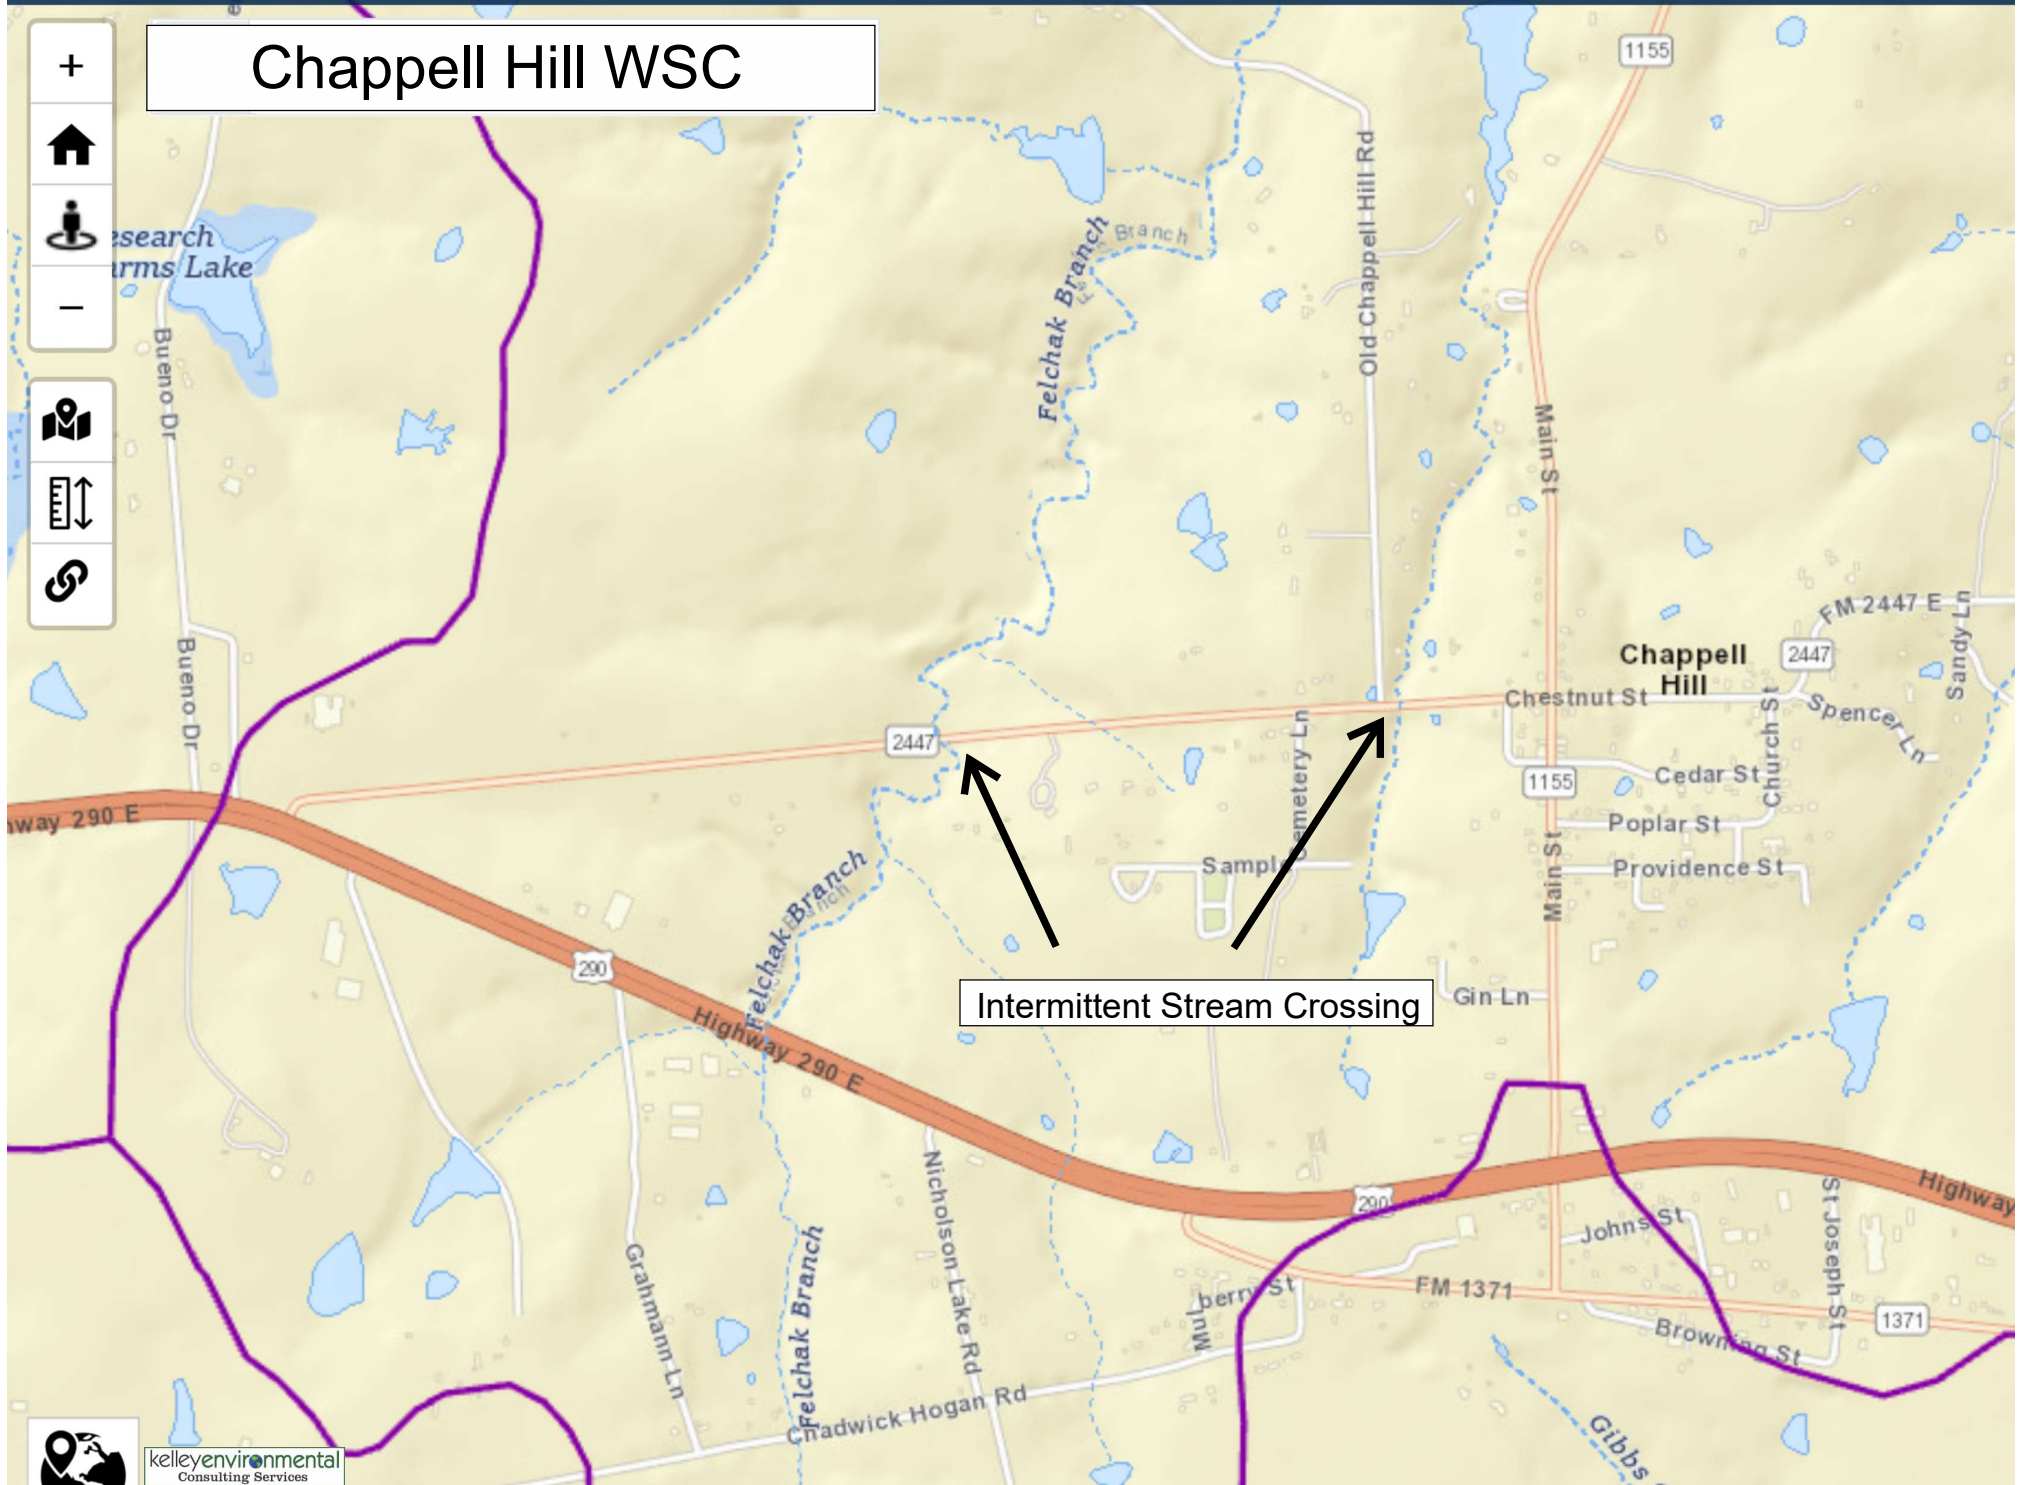 Chappell Hill WSC
+
−
1155
esearch
arms Lake
Bueno Dr
Felchak Branch
Branch
Old Chappell Hill Rd
Main St
FM 2447 E
Sandy Ln
2447
Chappell
Hill
Bueno Dr
Chestnut St
Church St
Spencer Ln
2447
Cemetery Ln
1155
Cedar St
Poplar St
Providence St
Main St
Sample
way 290 E
Felchak Branch
290
Highway 290 E
Intermittent Stream Crossing
Gin Ln
290
Highway
Johns St
St Joseph St
FM 1371
1371
Browning St
Grahmann Ln
Felchak Branch
Nicholson Lake Rd
berry St
Chadwick Hogan Rd
Gibbs
kelleyenvironmental
Consulting Services